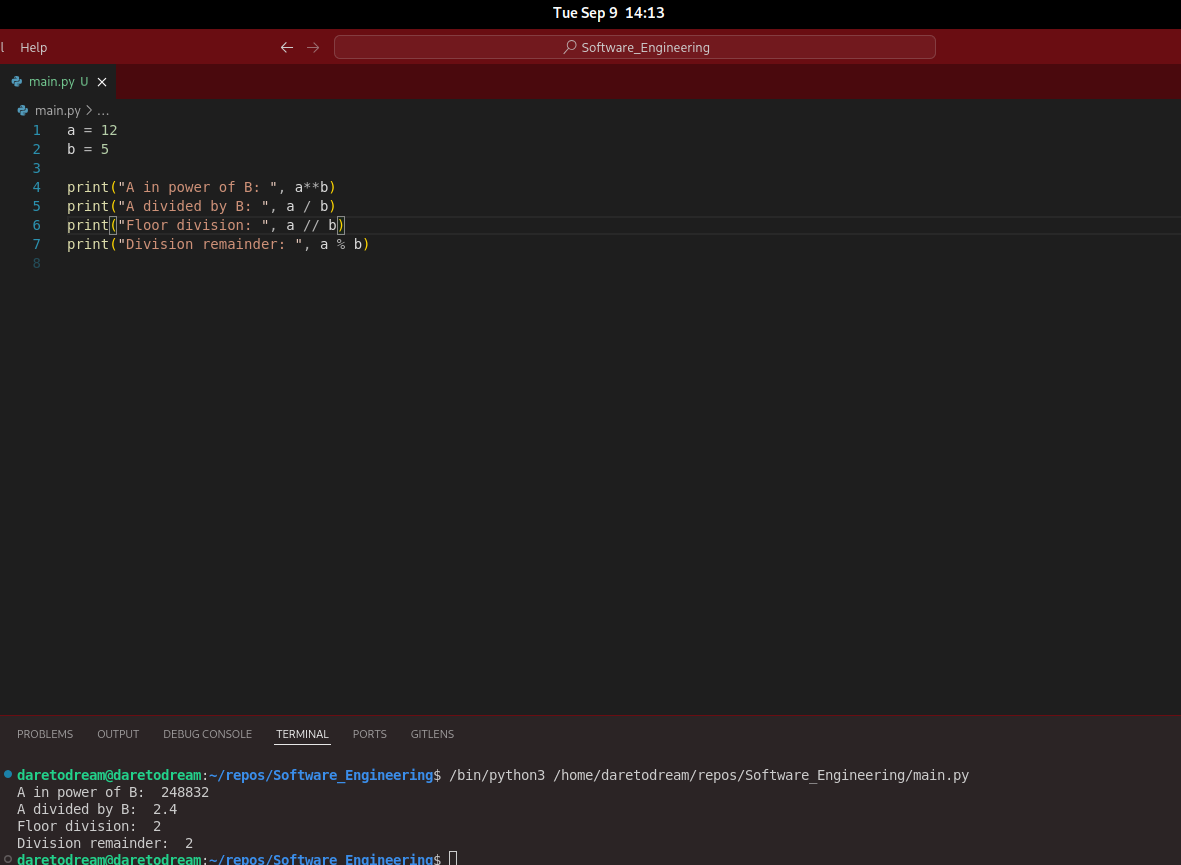 Tue Sep 9 14:13
l Help ← → Software_Engineering
main.py U ×
main.py > ...
1 a = 12
2 b = 5
3
4 print("A in power of B: ", a**b)
5 print("A divided by B: ", a / b)
6 print("Floor division: ", a // b)
7 print("Division remainder: ", a % b)
8
PROBLEMS OUTPUT DEBUG CONSOLE TERMINAL PORTS GITLENS
daretodream@daretodream:~/repos/Software_Engineering$ /bin/python3 /home/daretodream/repos/Software_Engineering/main.py
A in power of B:  248832
A divided by B:  2.4
Floor division:  2
Division remainder:  2
daretodream@daretodream:~/repos/Software_Engineering$